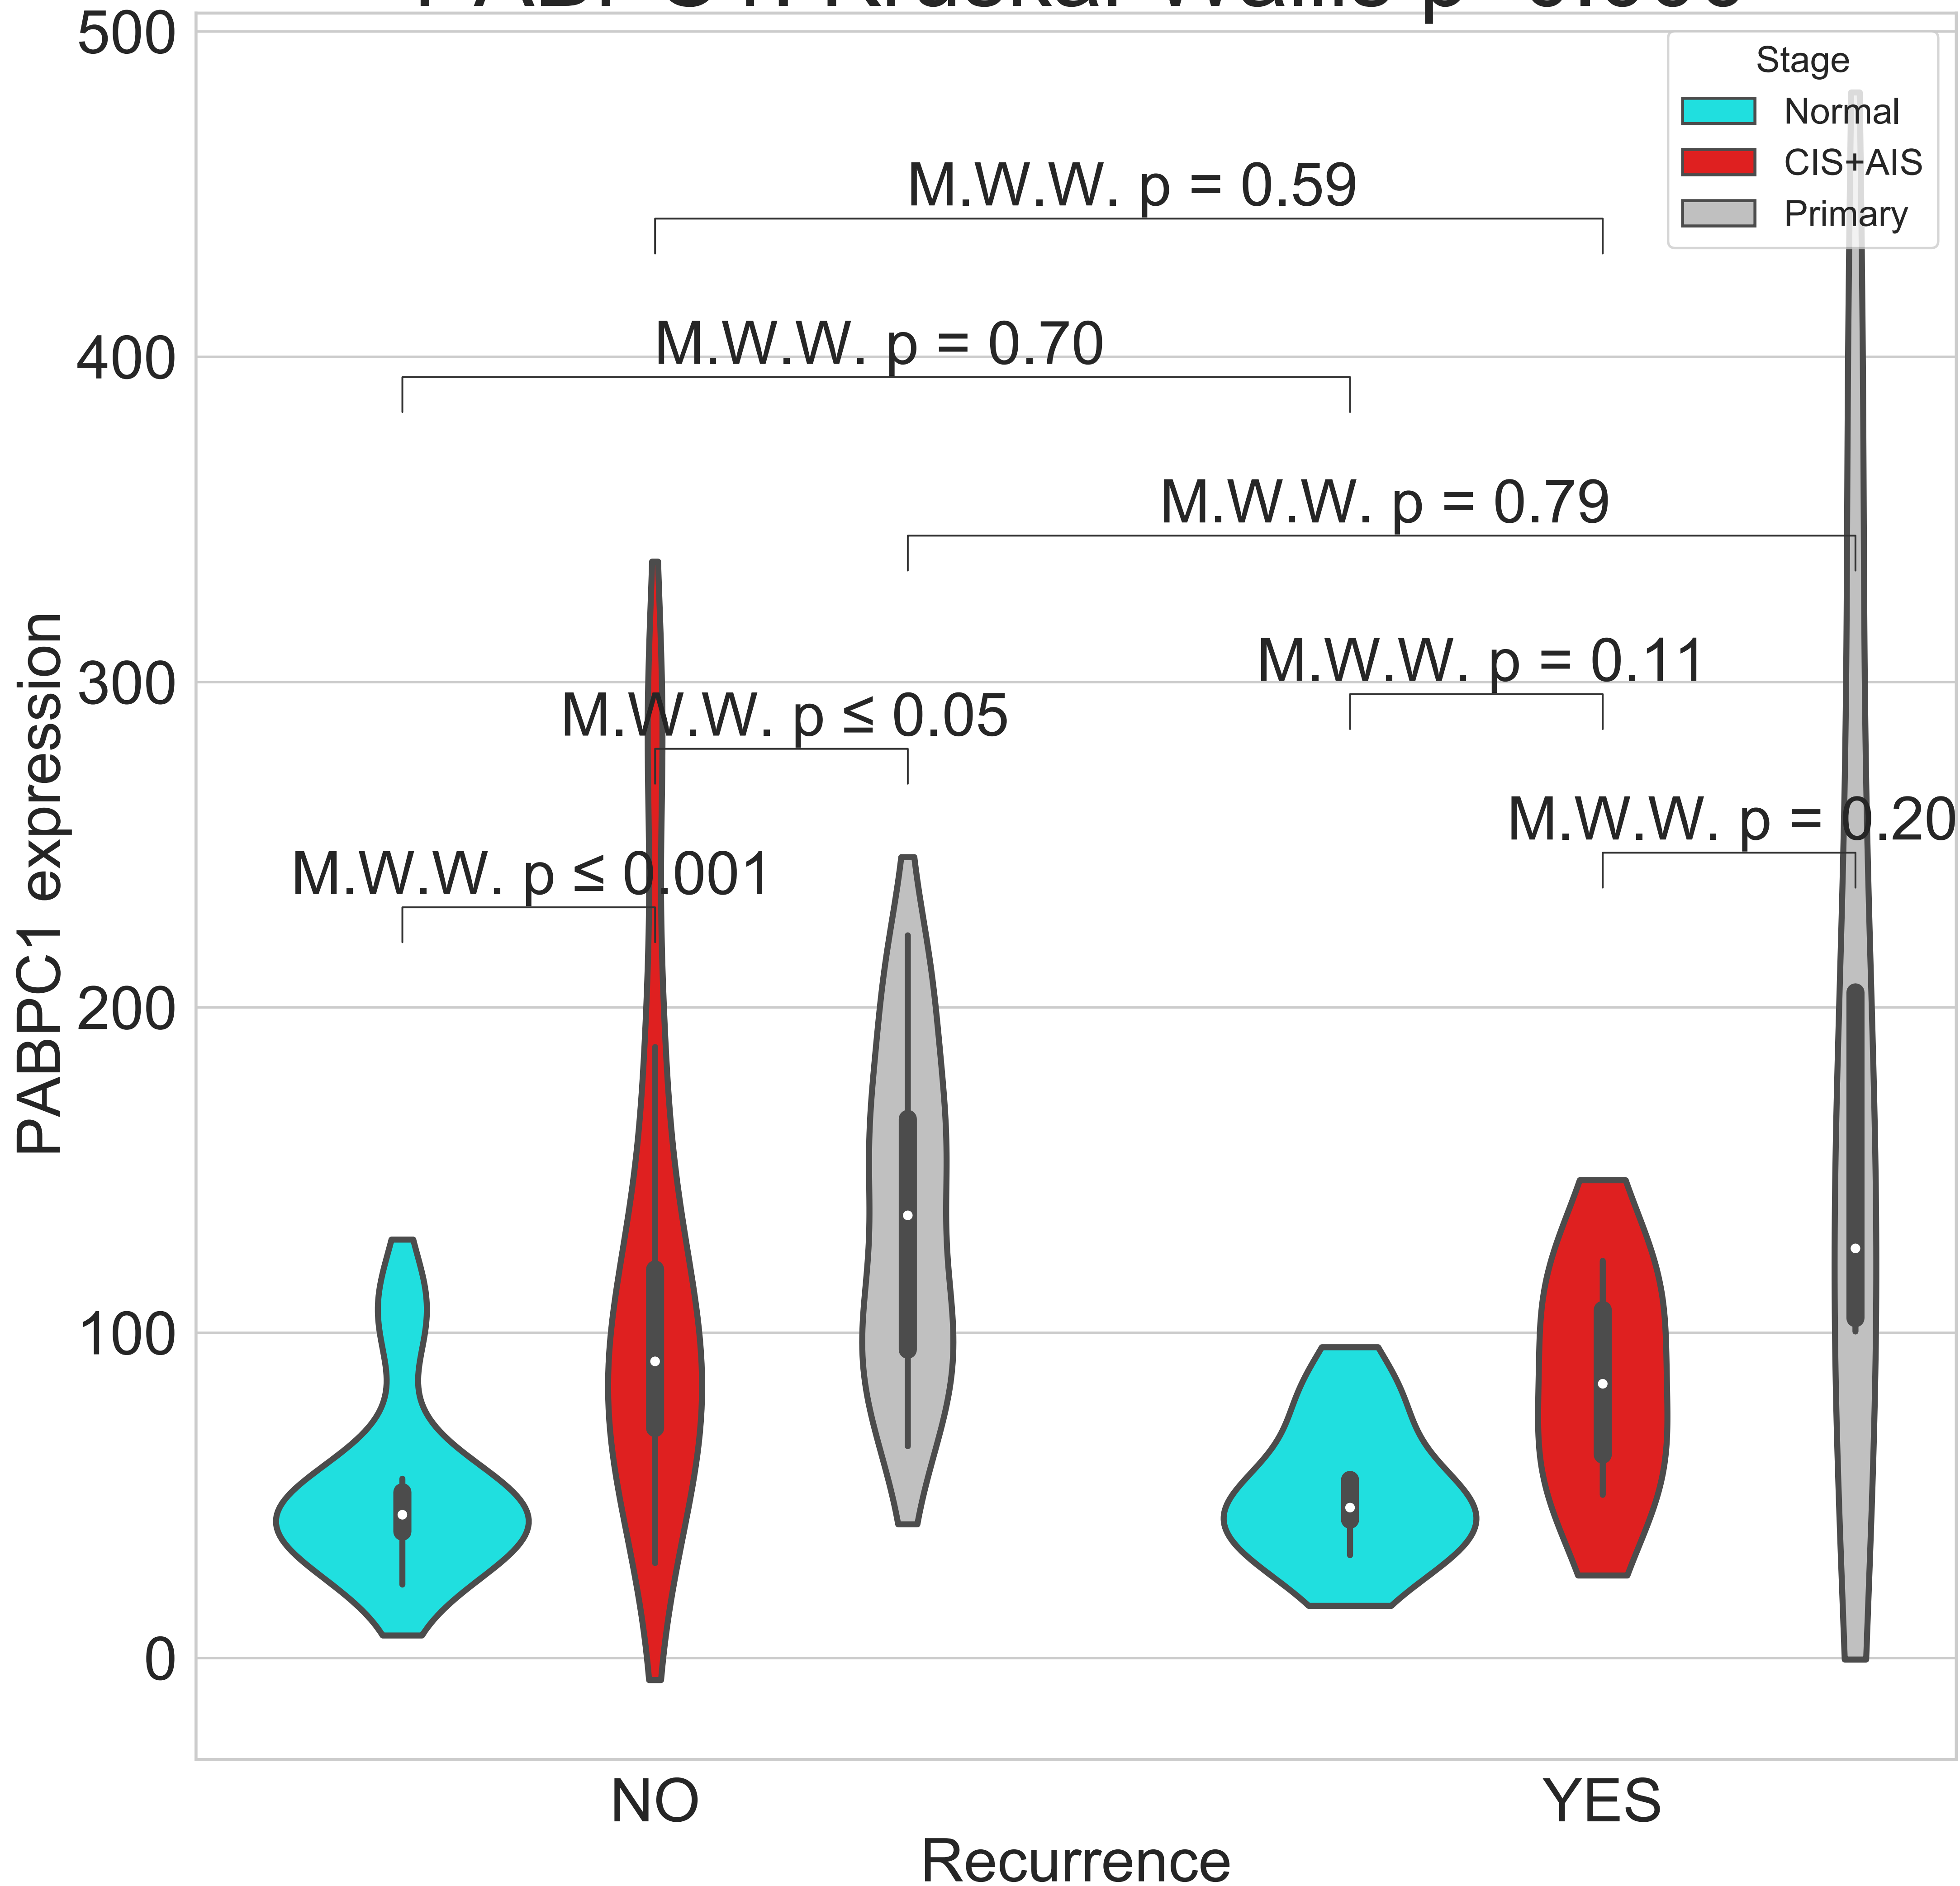 500
Stage
Normal
CIS+AIS
Primary
M.W.W. p = 0.59
400
M.W.W. p = 0.70
M.W.W. p = 0.79
300
M.W.W. p = 0.11
M.W.W. p ≤ 0.05
M.W.W. p = 0.20
M.W.W. p ≤ 0.001
PABPC1 expression
200
100
0
NO
YES
Recurrence